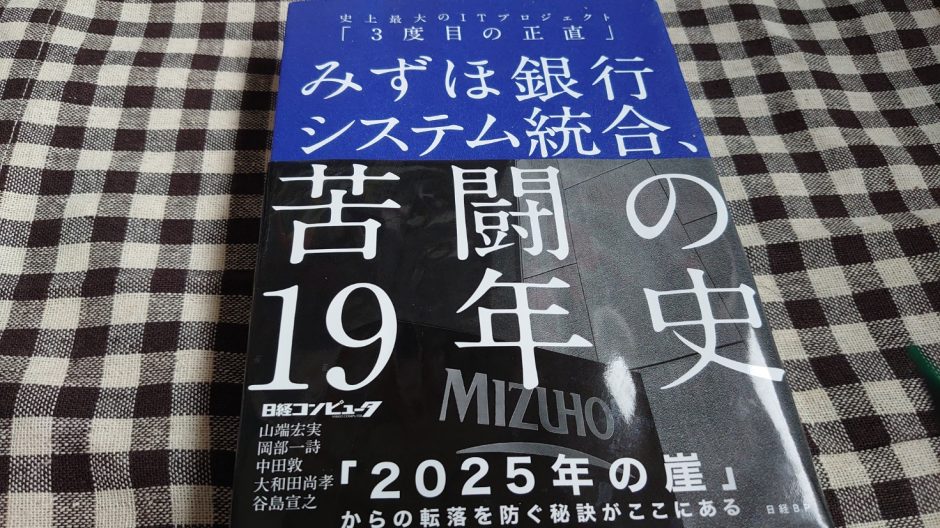 史上最大のITプロジェクト
「3度目の正直」
みずほ銀行
システム統合、
苦闘の
19年史
MIZUHO
日経コンピュータ
山端宏実
岡部一詩
中田敦
大和田尚孝
谷島宣之
「2025年の崖」
からの転落を防ぐ秘訣がここにある
日経BP